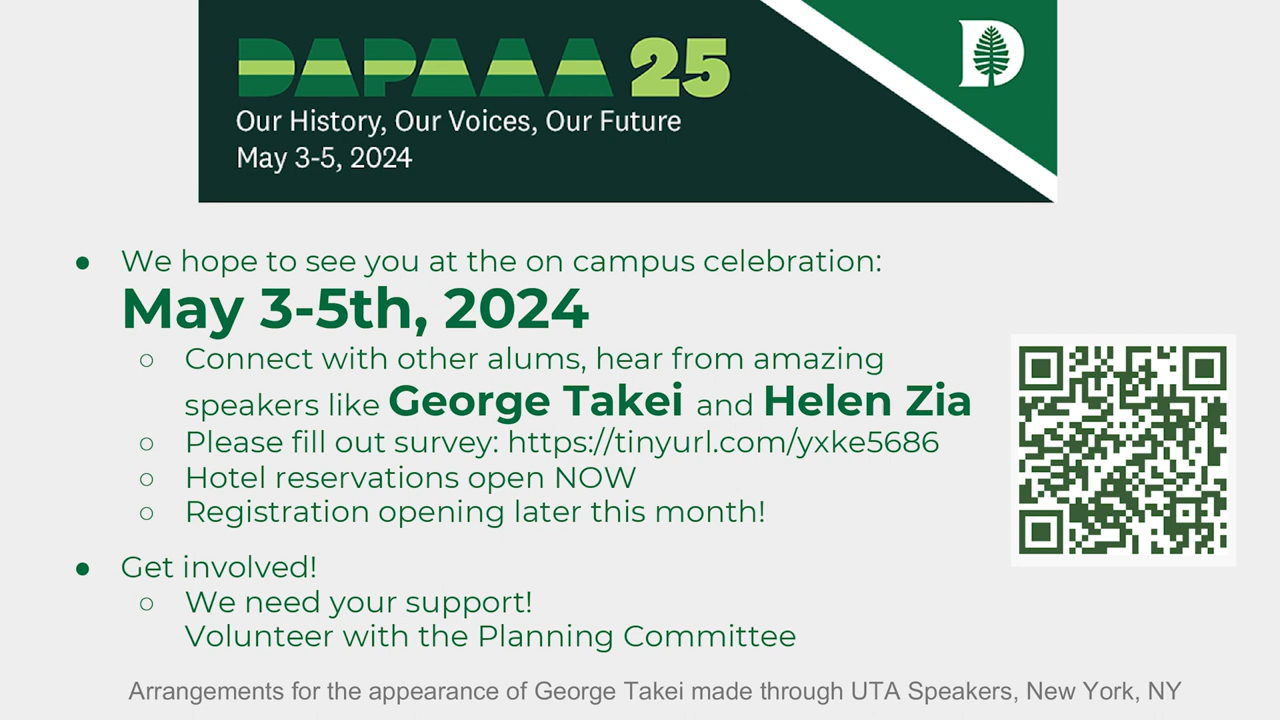 DAPAAA 25
Our History, Our Voices, Our Future
May 3-5, 2024
D
● We hope to see you at the on campus celebration:
May 3-5th, 2024
○ Connect with other alums, hear from amazing
speakers like George Takei and Helen Zia
○ Please fill out survey: https://tinyurl.com/yxke5686
○ Hotel reservations open NOW
○ Registration opening later this month!
● Get involved!
○ We need your support!
Volunteer with the Planning Committee
Arrangements for the appearance of George Takei made through UTA Speakers, New York, NY